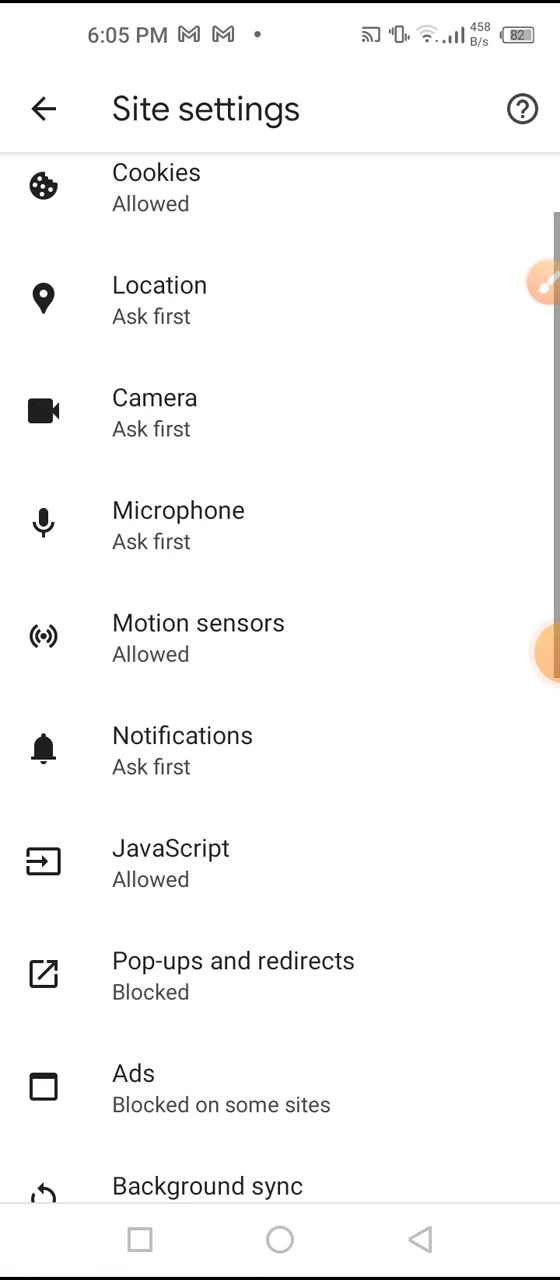 6:05 PM
458
B/s
82
Site settings
Cookies
Allowed
Location
Ask first
Camera
Ask first
Microphone
Ask first
Motion sensors
Allowed
Notifications
Ask first
JavaScript
Allowed
Pop-ups and redirects
Blocked
Ads
Blocked on some sites
Background sync